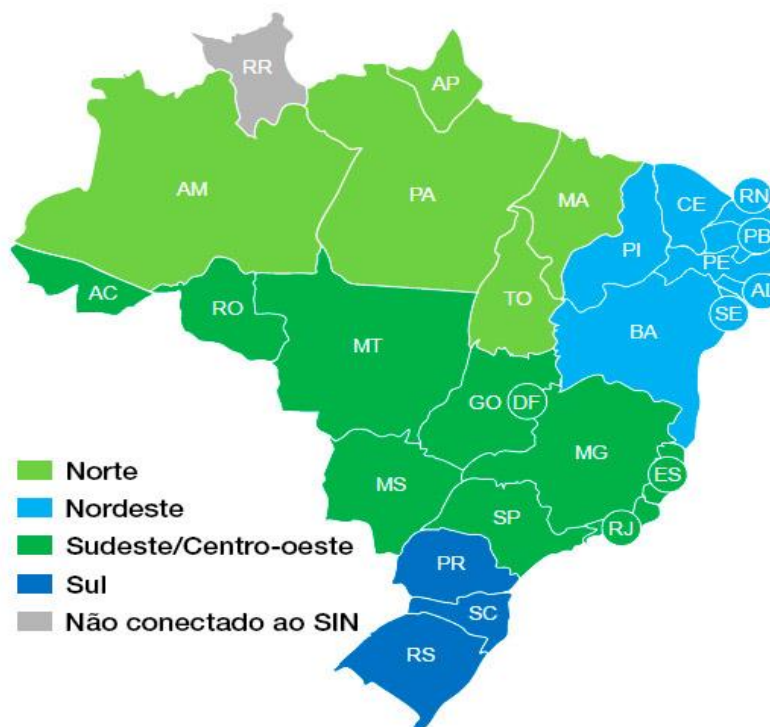 RR
AP
AM
PA
MA
CE
RN
PB
PI
PE
AL
AC
RO
TO
SE
MT
BA
GO
DF
MG
MS
ES
SP
RJ
PR
SC
RS
Norte
Nordeste
Sudeste/Centro-oeste
Sul
Não conectado ao SIN